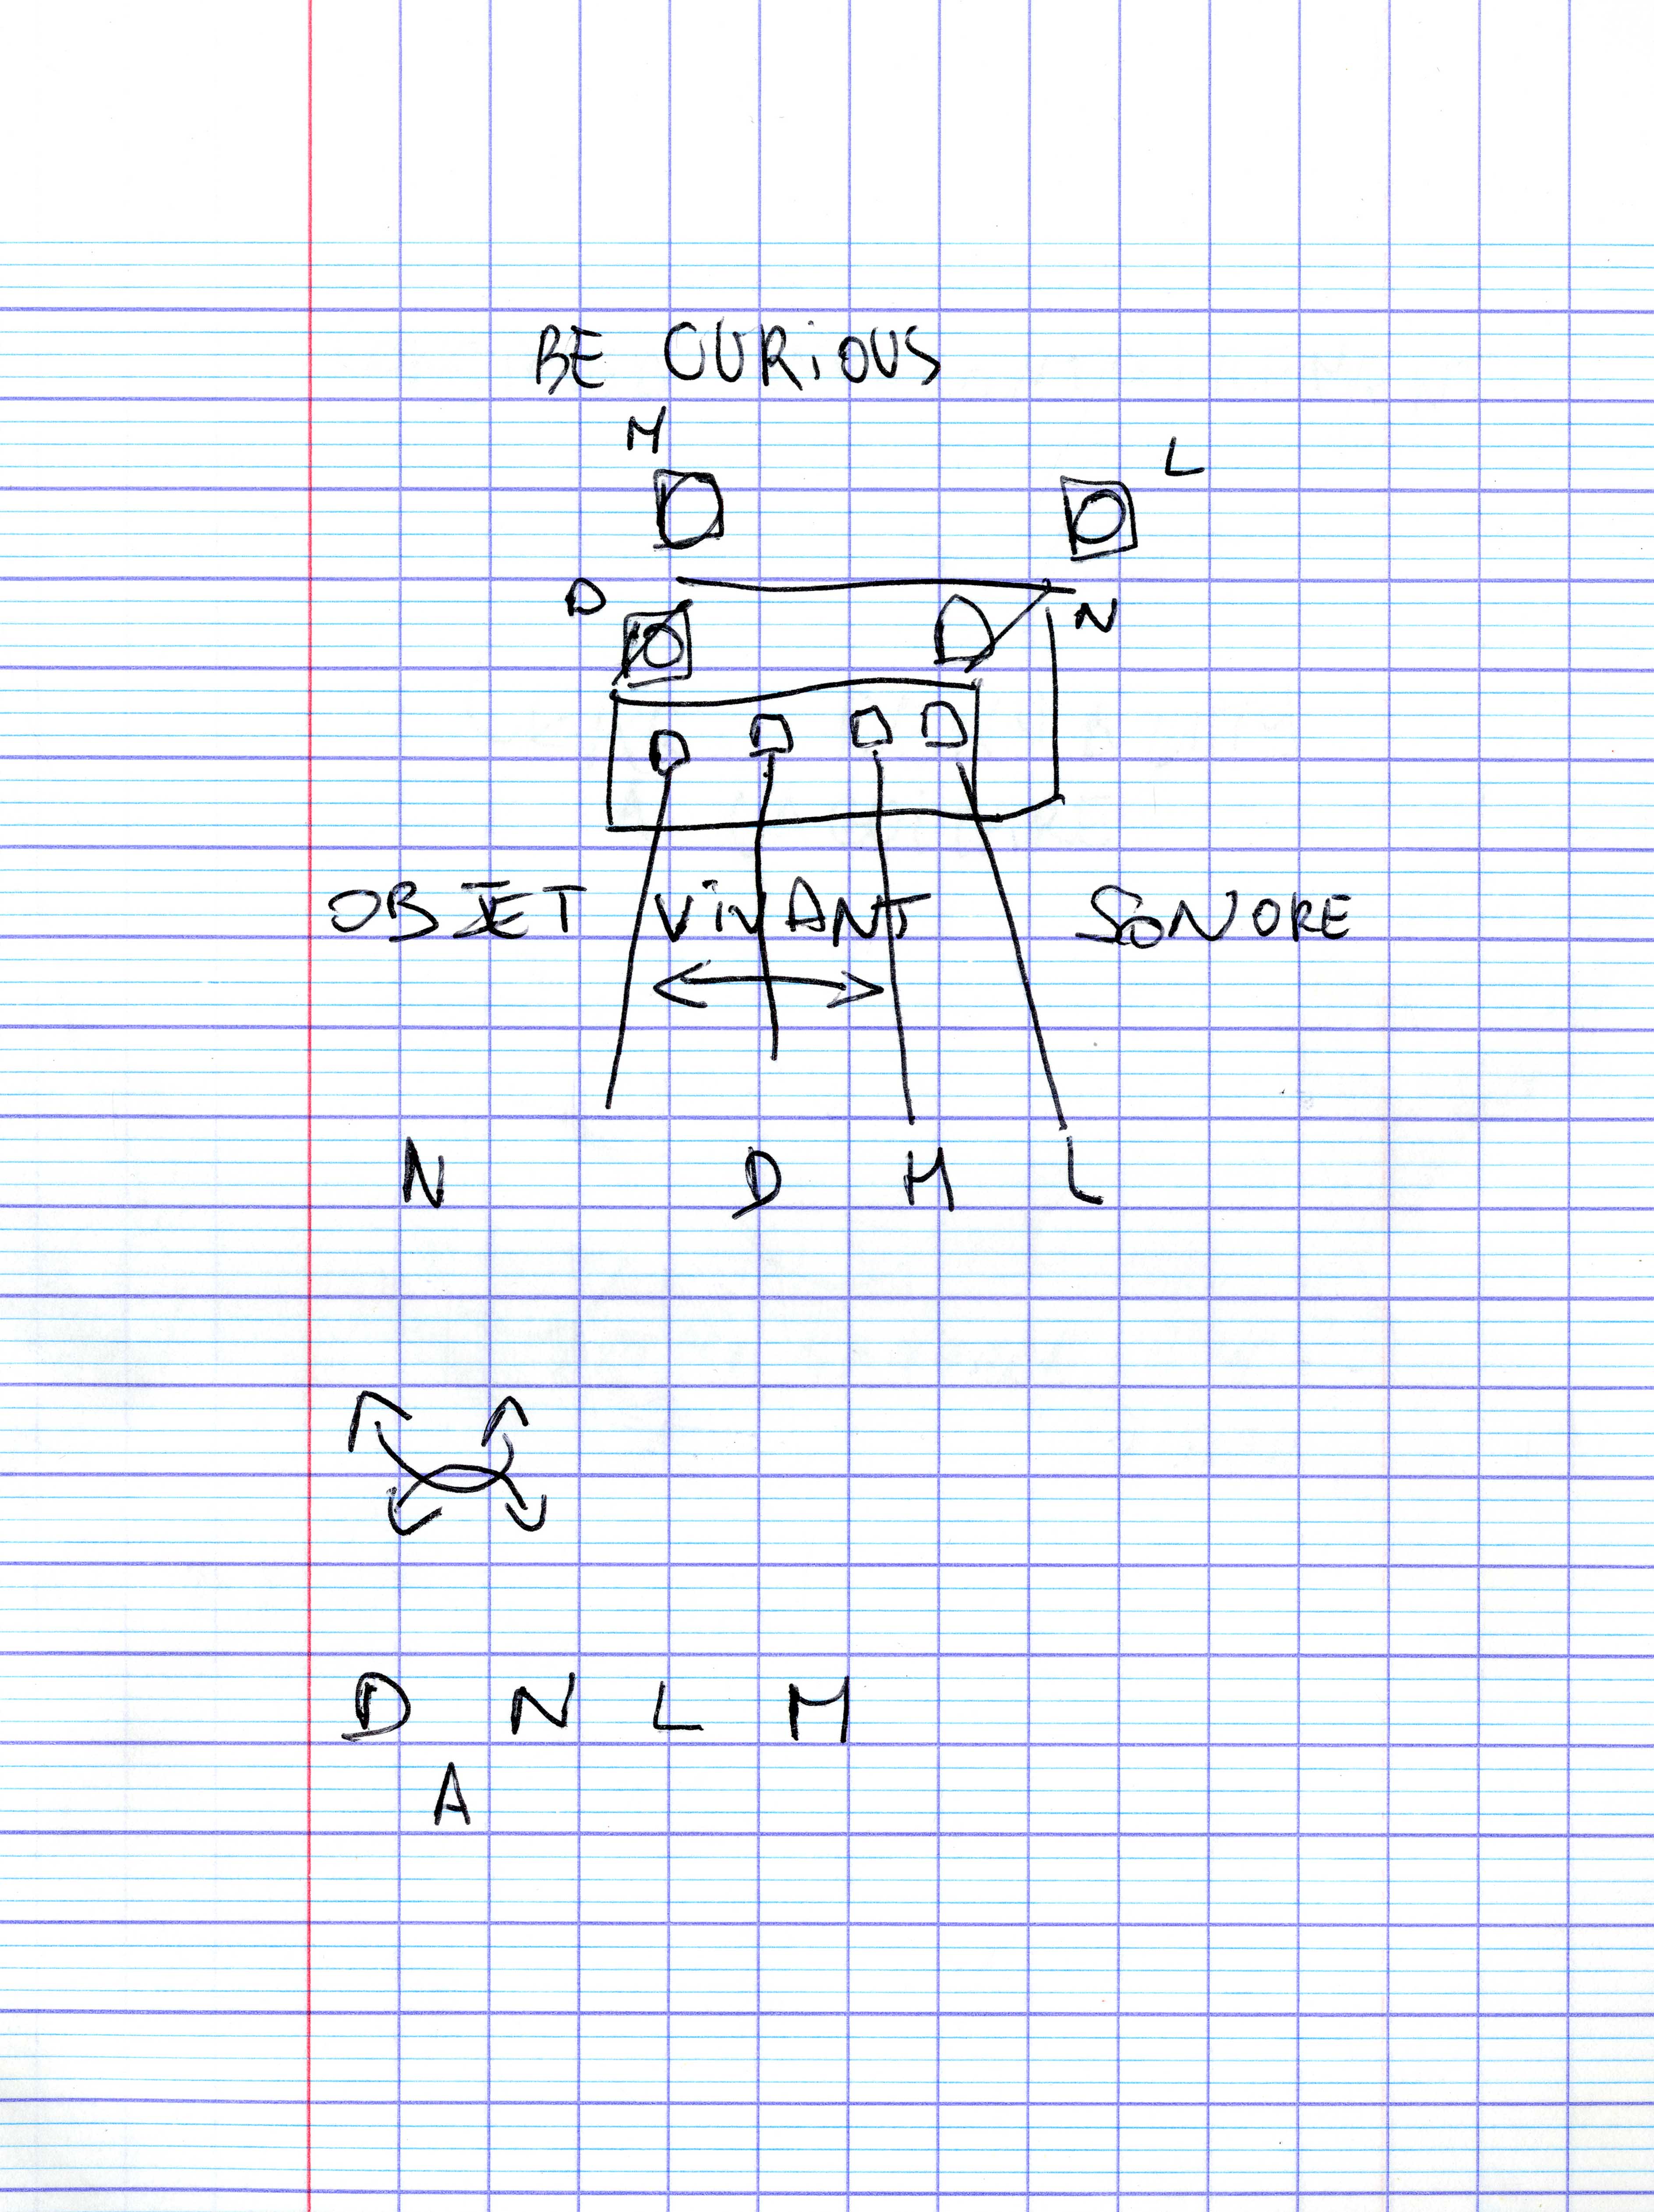 BE CURIOUS
M
L
D
N
OBJET VIVANT SONORE
N D M L
D N L M
A